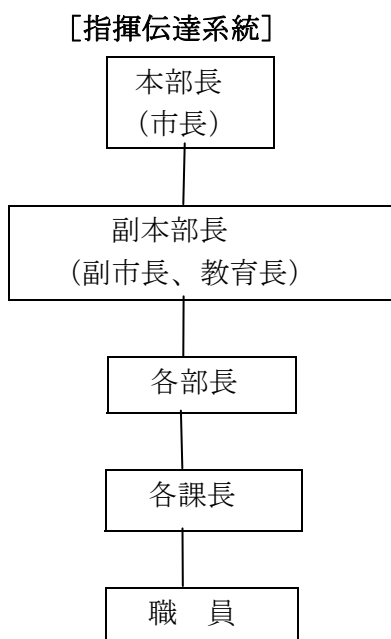 ［指揮伝達系統］
本部長
（市長）
副本部長
（副市長、教育長）
各部長
各課長
職　員